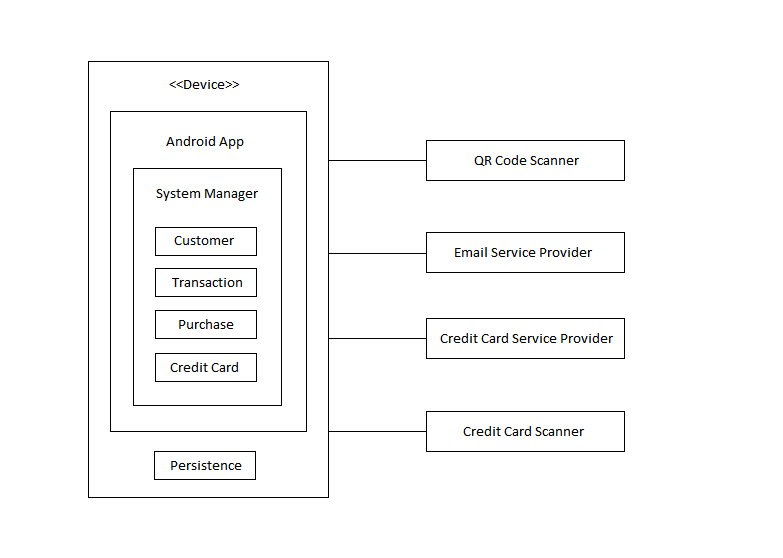 <<Device>>
Android App
System Manager
Customer
Transaction
Purchase
Credit Card
Persistence
QR Code Scanner
Email Service Provider
Credit Card Service Provider
Credit Card Scanner